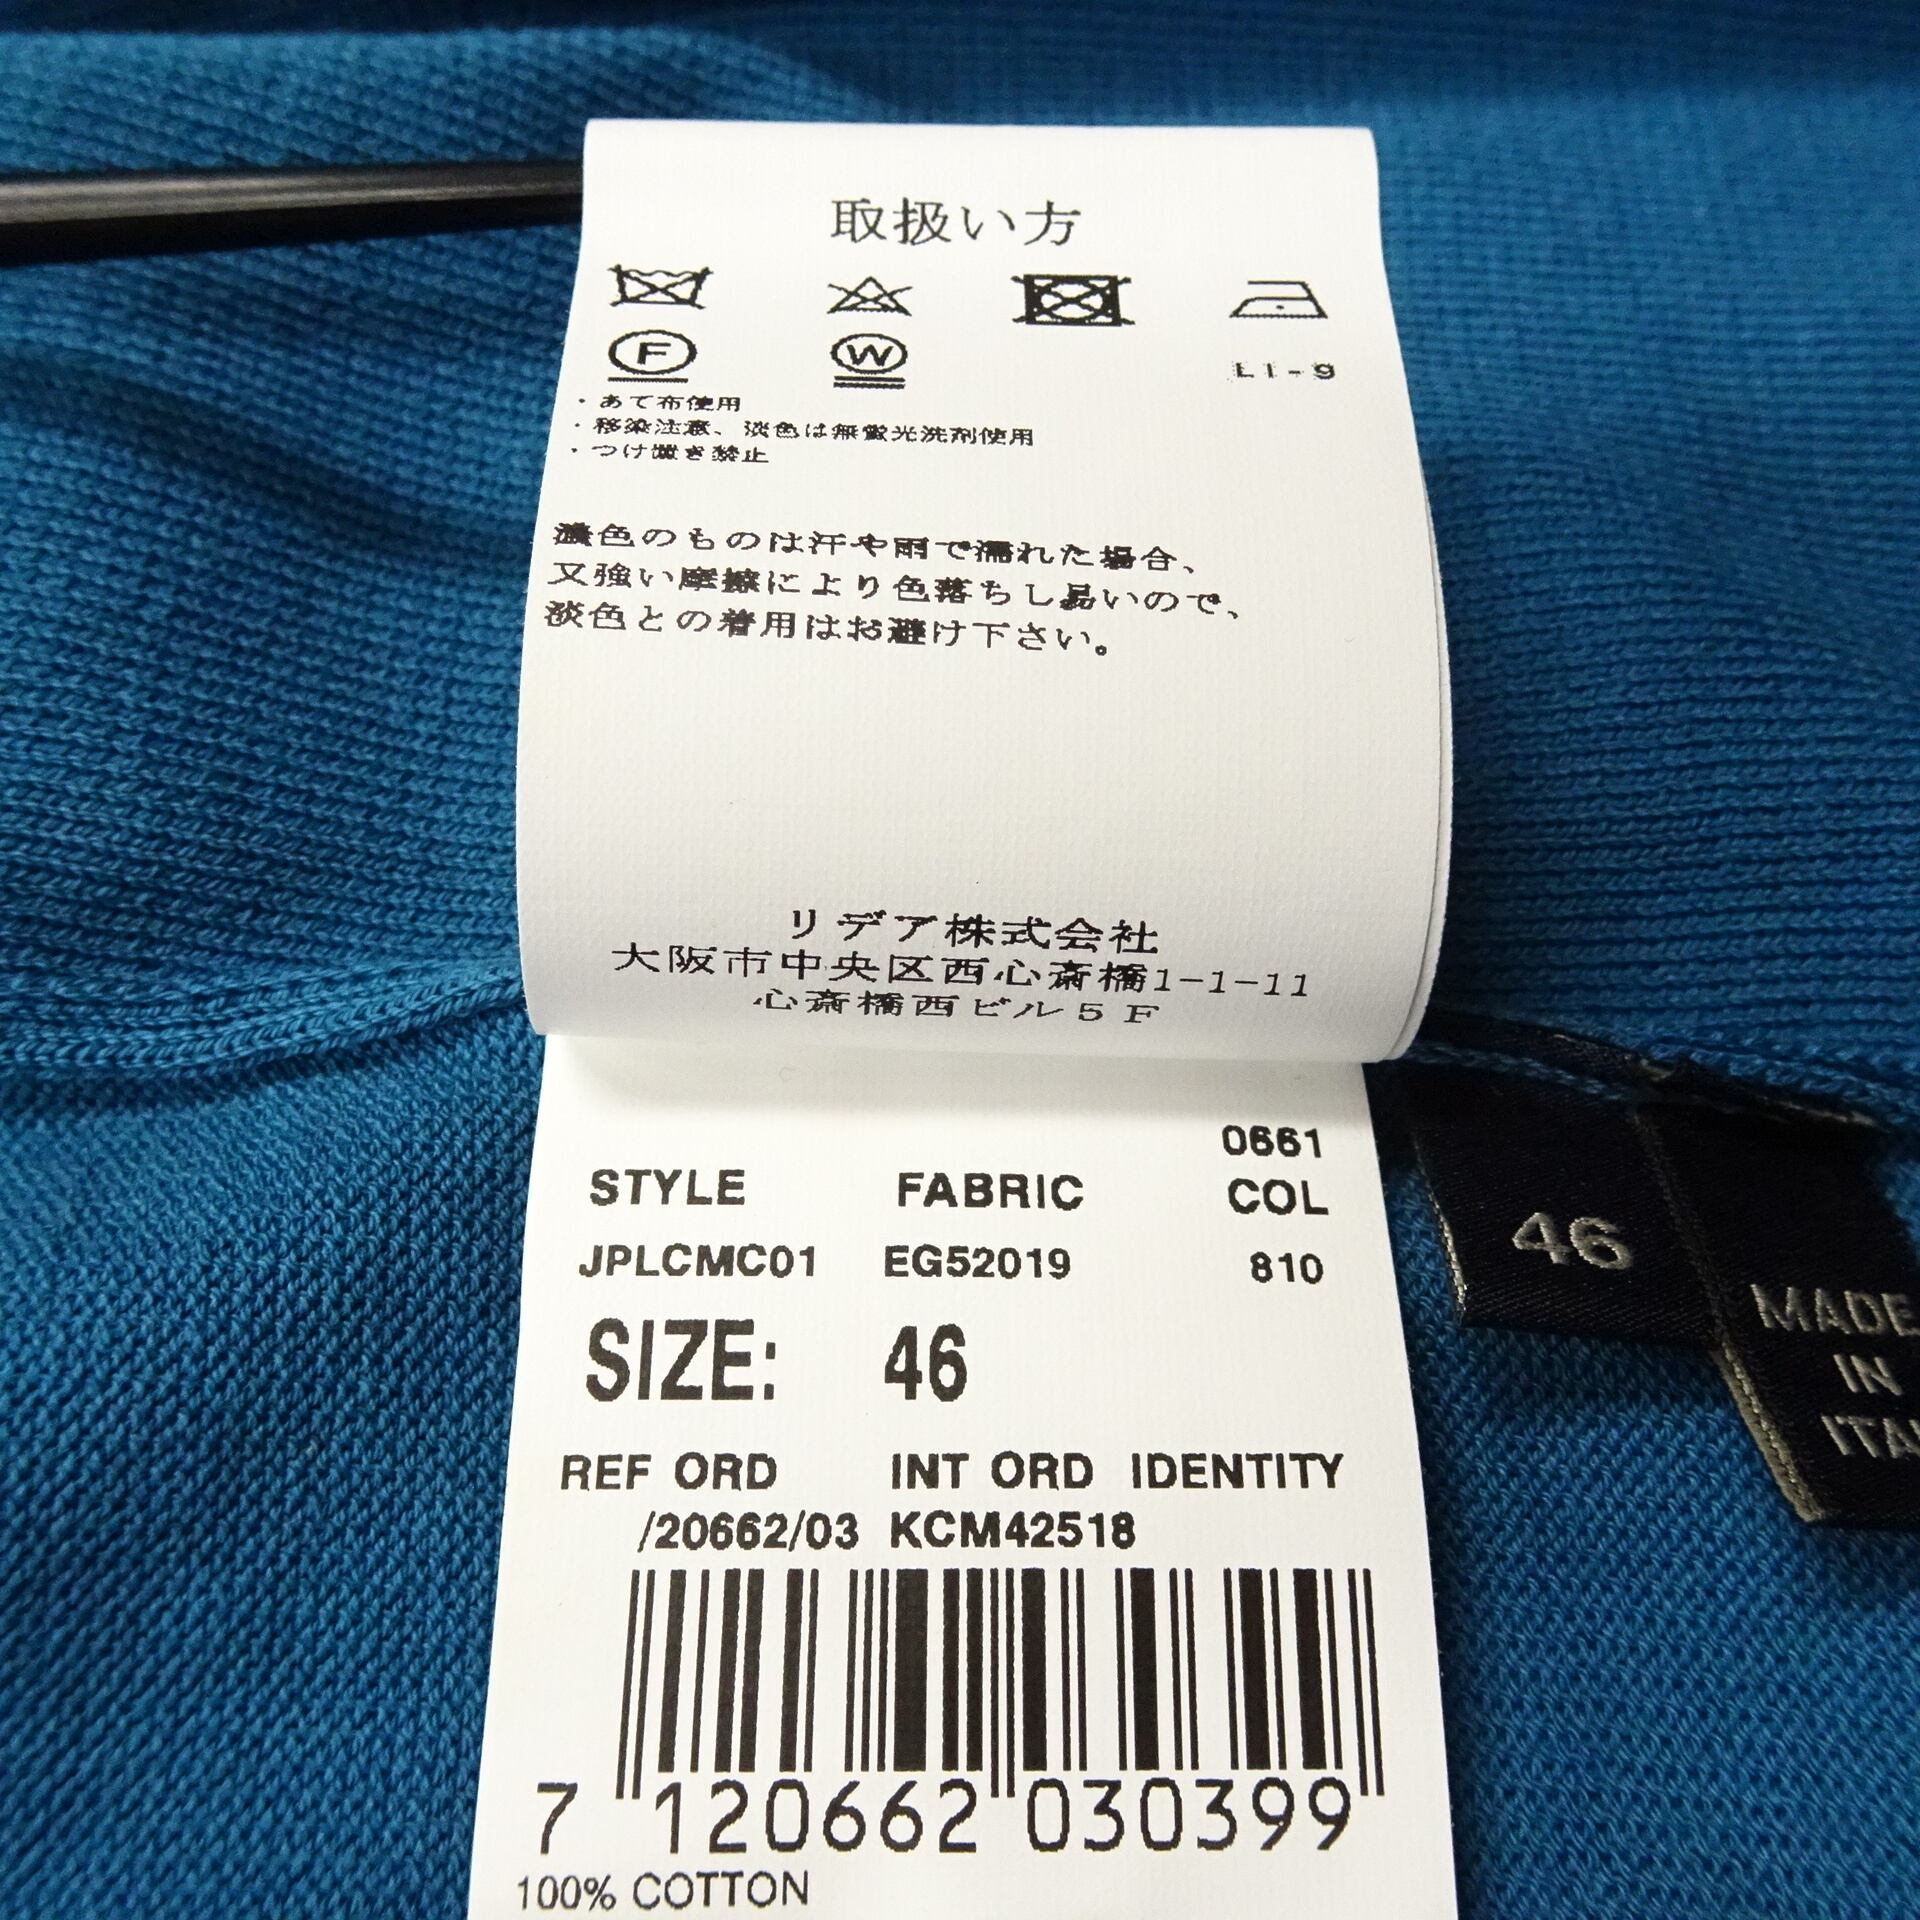 取扱い方
F W
LI-9
・あて布使用
・移染注意、淡色は無蛍光洗剤使用
・つけ置き禁止
濃色のものは汗や雨で濡れた場合、
又強い摩擦により色落ちし易いので、
淡色との着用はお避け下さい。
リデア株式会社
大阪市中央区西心斎橋1-1-11
心斎橋西ビル5F
0661
STYLE FABRIC COL
JPLCMC01 EG52019 810
SIZE: 46
REF ORD INT ORD IDENTITY
/20662/03 KCM42518
7 120662 030399
100% COTTON
46
MADE
IN